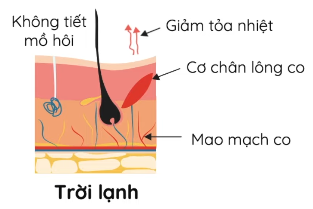 Không tiết
mồ hôi
Giảm tỏa nhiệt
Cơ chân lông co
Mao mạch co
Trời lạnh